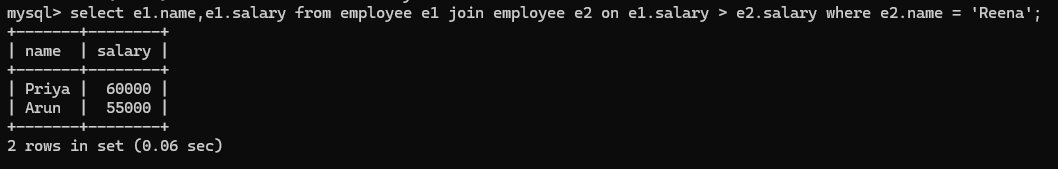 mysql> select e1.name,e1.salary from employee e1 join employee e2 on e1.salary > e2.salary where e2.name = 'Reena';
+-------+--------+
| name  | salary |
+-------+--------+
| Priya |  60000 |
| Arun  |  55000 |
+-------+--------+
2 rows in set (0.06 sec)